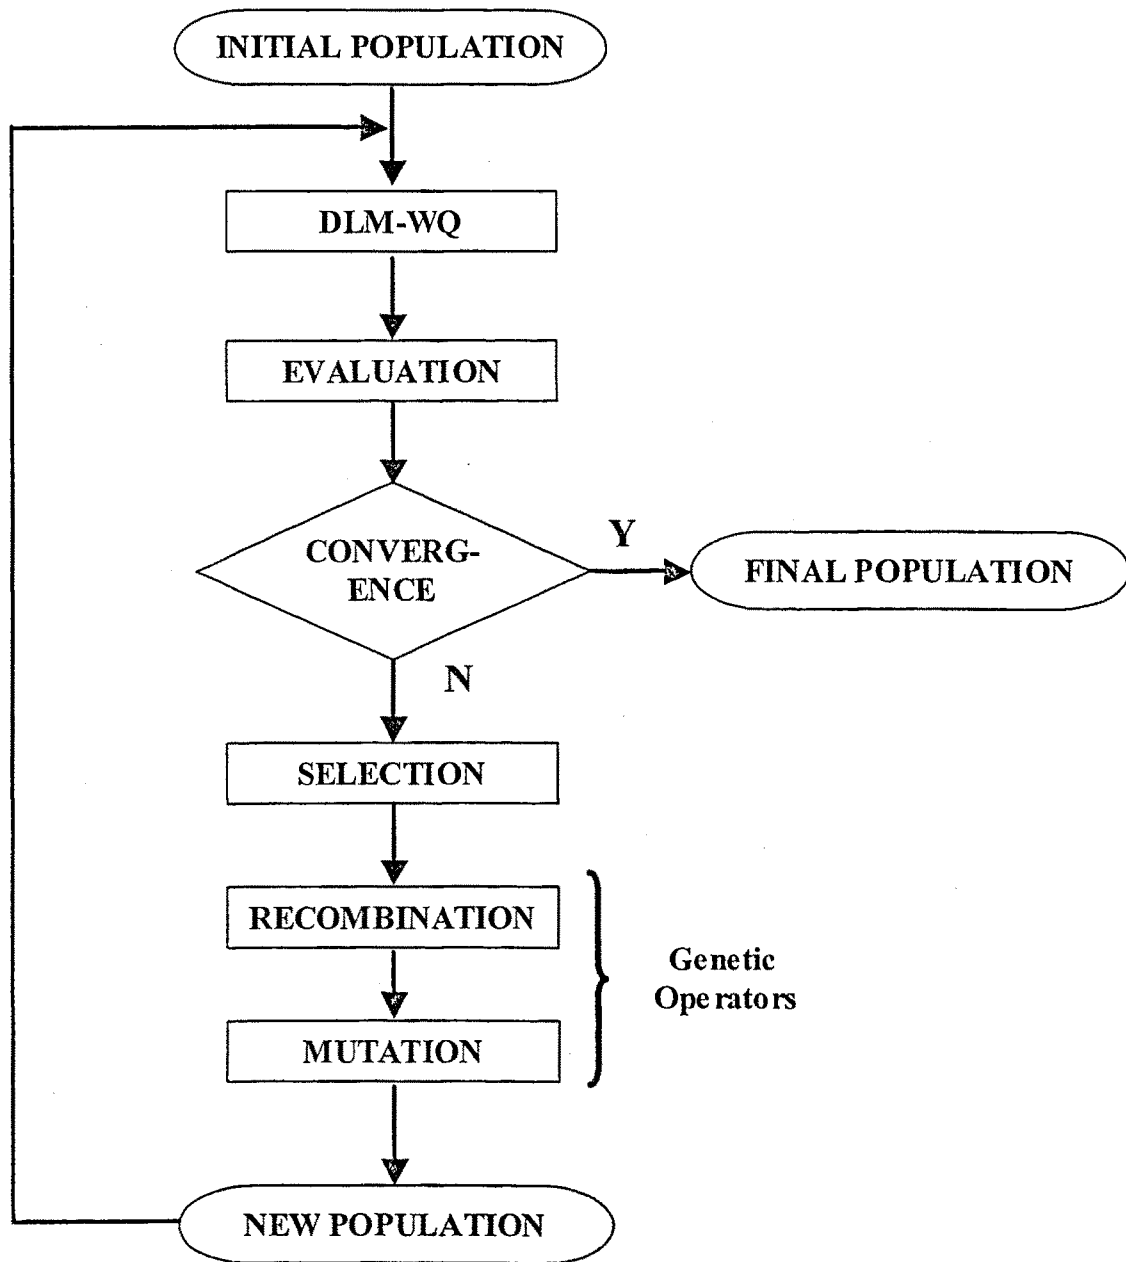 INITIAL POPULATION
DLM-WQ
EVALUATION
CONVERG-
ENCE
Y
FINAL POPULATION
N
SELECTION
RECOMBINATION
Genetic
Operators
MUTATION
NEW POPULATION